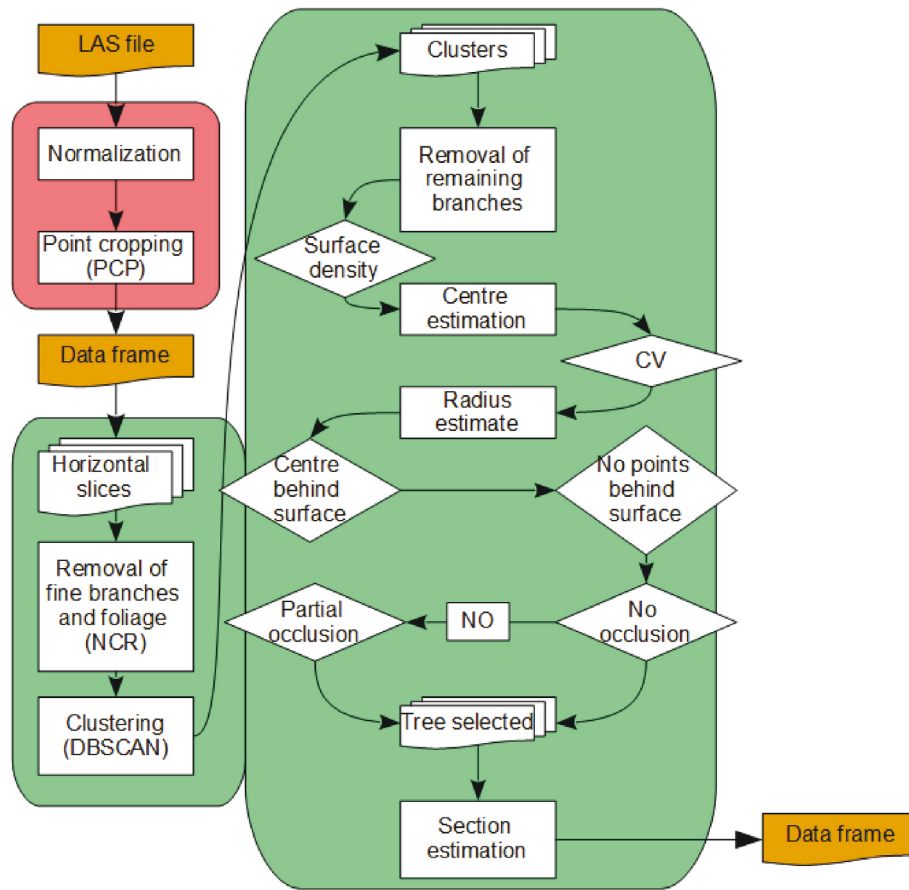 LAS file
Normalization
Point cropping
(PCP)
Data frame
Horizontal
slices
Removal of
fine branches
and foliage
(NCR)
Clustering
(DBSCAN)
Clusters
Removal of
remaining
branches
Surface
density
Centre
estimation
CV
Radius
estimate
Centre
behind
surface
No points
behind
surface
No
occlusion
NO
Partial
occlusion
Tree selected
Section
estimation
Data frame